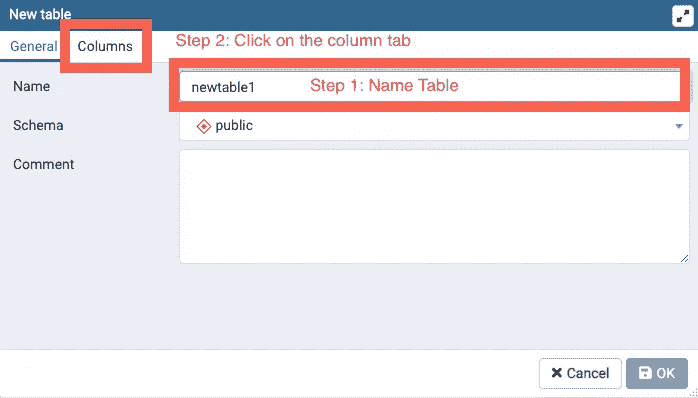 New table
General Columns Step 2: Click on the column tab
Name newtable1 Step 1: Name Table
Schema public
Comment
Cancel OK